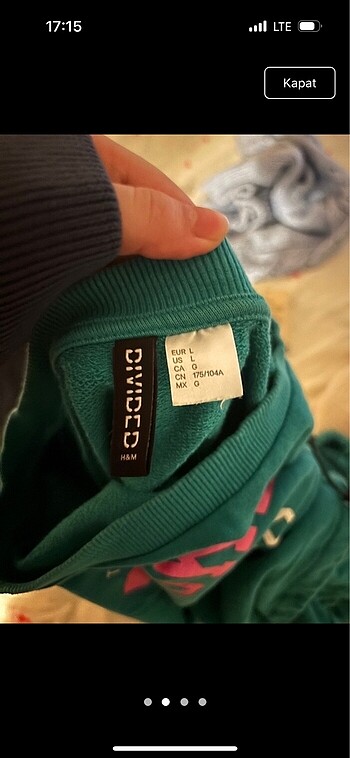 17:15
LTE
Kapat
DIVIDED
H&M
EUR L
US L
CA G
CN 175/104A
MX G